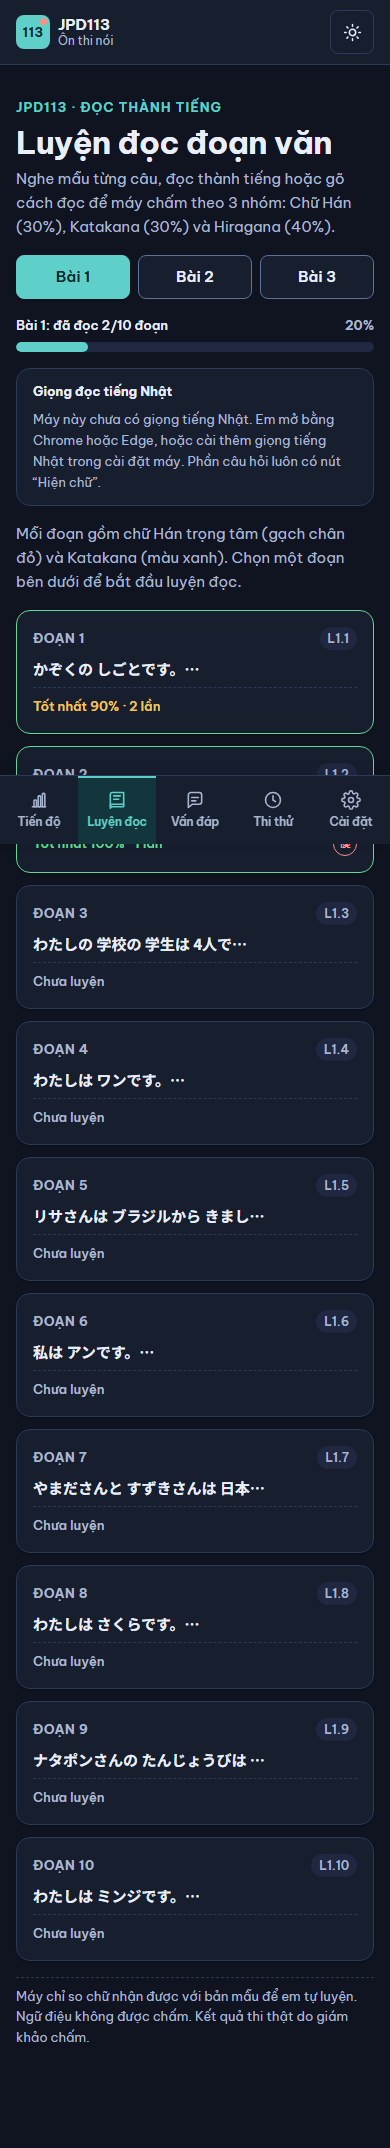 113
JPD113
Ôn thi nói
JPD113 · ĐỌC THÀNH TIẾNG
Luyện đọc đoạn văn
Nghe mẫu từng câu, đọc thành tiếng hoặc gõ
cách đọc để máy chấm theo 3 nhóm: Chữ Hán
(30%), Katakana (30%) và Hiragana (40%).
Bài 1
Bài 2
Bài 3
Bài 1: đã đọc 2/10 đoạn
20%
Giọng đọc tiếng Nhật
Máy này chưa có giọng tiếng Nhật. Em mở bằng
Chrome hoặc Edge, hoặc cài thêm giọng tiếng
Nhật trong cài đặt máy. Phần câu hỏi luôn có nút
“Hiện chữ”.
Mỗi đoạn gồm chữ Hán trọng tâm (gạch chân
đỏ) và Katakana (màu xanh). Chọn một đoạn
bên dưới để bắt đầu luyện đọc.
ĐOẠN 1
L1.1
かぞくの しごとです。…
Tốt nhất 90% · 2 lần
ĐOẠN 2
L1.2
Tiến độ
Luyện đọc
Vấn đáp
Thi thử
Cài đặt
ĐOẠN 3
L1.3
わたしの 学校の 学生は 4人で…
Chưa luyện
ĐOẠN 4
L1.4
わたしは ワンです。…
Chưa luyện
ĐOẠN 5
L1.5
リサさんは ブラジルから きまし…
Chưa luyện
ĐOẠN 6
L1.6
私は アンです。…
Chưa luyện
ĐOẠN 7
L1.7
やまださんと すずきさんは 日本…
Chưa luyện
ĐOẠN 8
L1.8
わたしは さくらです。…
Chưa luyện
ĐOẠN 9
L1.9
ナタポンさんの たんじょうびは …
Chưa luyện
ĐOẠN 10
L1.10
わたしは ミンジです。…
Chưa luyện
Máy chỉ so chữ nhận được với bản mẫu để em tự luyện.
Ngữ điệu không được chấm. Kết quả thi thật do giám
khảo chấm.